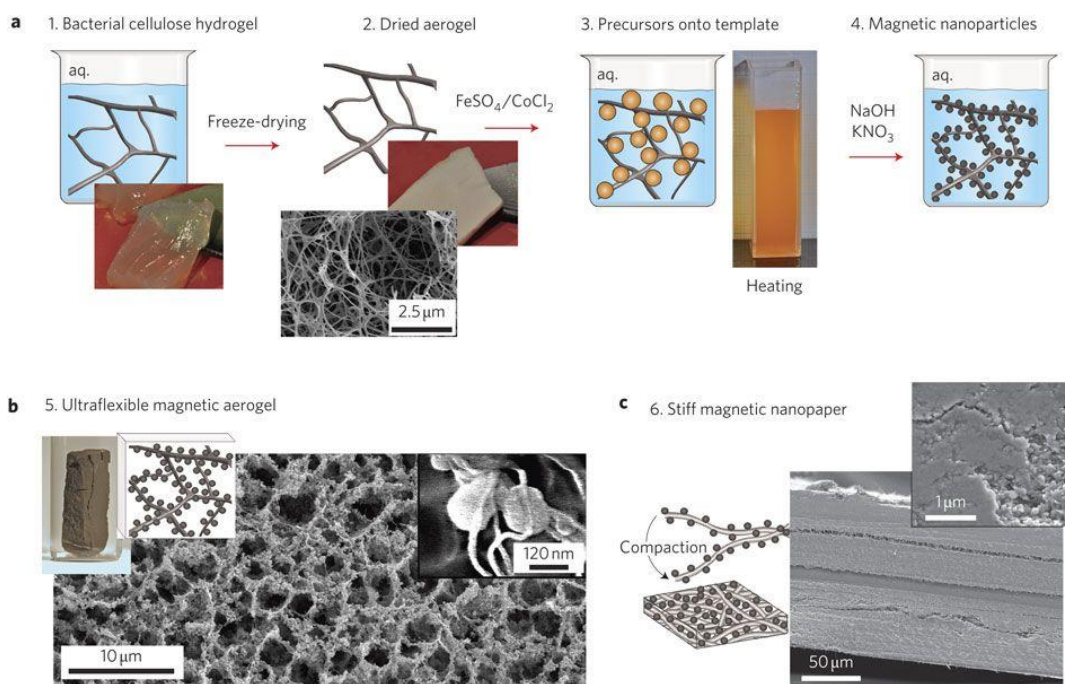 a
1. Bacterial cellulose hydrogel
2. Dried aerogel
3. Precursors onto template
4. Magnetic nanoparticles
aq.
Freeze-drying
FeSO₄/CoCl₂
aq.
NaOH
KNO₃
aq.
2.5 μm
Heating
b
5. Ultraflexible magnetic aerogel
120 nm
10 μm
c
6. Stiff magnetic nanopaper
1 μm
Compaction
50 μm